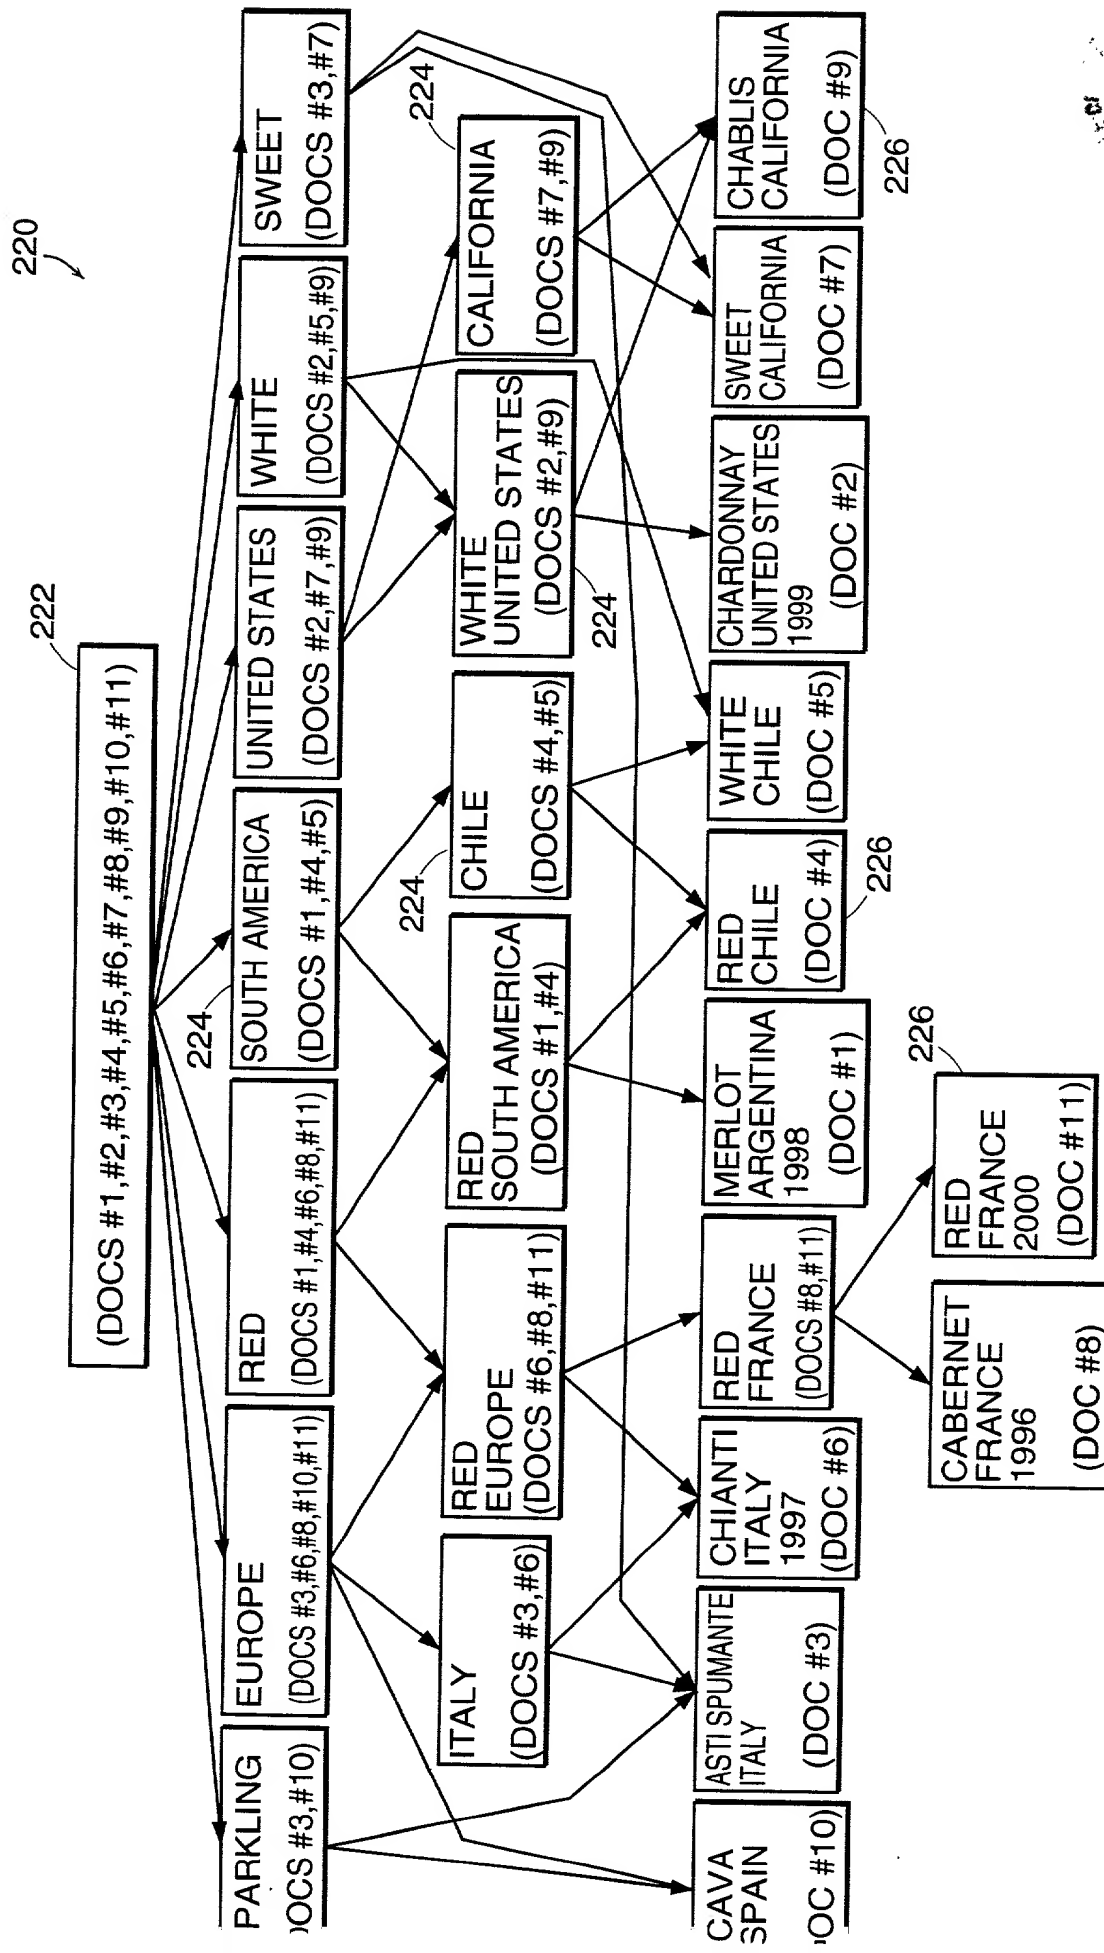 220
222
(DOCS #1,#2,#3,#4,#5,#6,#7,#8,#9,#10,#11)
PARKLING
OCS #3,#10)
EUROPE
(DOCS #3,#6,#8,#10,#11)
RED
(DOCS #1,#4,#6,#8,#11)
224
SOUTH AMERICA
(DOCS #1,#4,#5)
UNITED STATES
(DOCS #2,#7,#9)
WHITE
(DOCS #2,#5,#9)
SWEET
(DOCS #3,#7)
ITALY
(DOCS #3,#6)
RED
EUROPE
(DOCS #6,#8,#11)
RED
SOUTH AMERICA
(DOCS #1,#4)
224
CHILE
(DOCS #4,#5)
WHITE
UNITED STATES
(DOCS #2,#9)
224
224
CALIFORNIA
(DOCS #7,#9)
CAVA
SPAIN
OC #10)
ASTI SPUMANTE
ITALY
(DOC #3)
CHIANTI
ITALY
1997
(DOC #6)
RED
FRANCE
(DOCS #8,#11)
MERLOT
ARGENTINA
1998
(DOC #1)
RED
CHILE
(DOC #4)
226
WHITE
CHILE
(DOC #5)
CHARDONNAY
UNITED STATES
1999
(DOC #2)
SWEET
CALIFORNIA
(DOC #7)
CHABLIS
CALIFORNIA
(DOC #9)
226
CABERNET
FRANCE
1996
(DOC #8)
RED
FRANCE
2000
(DOC #11)
226